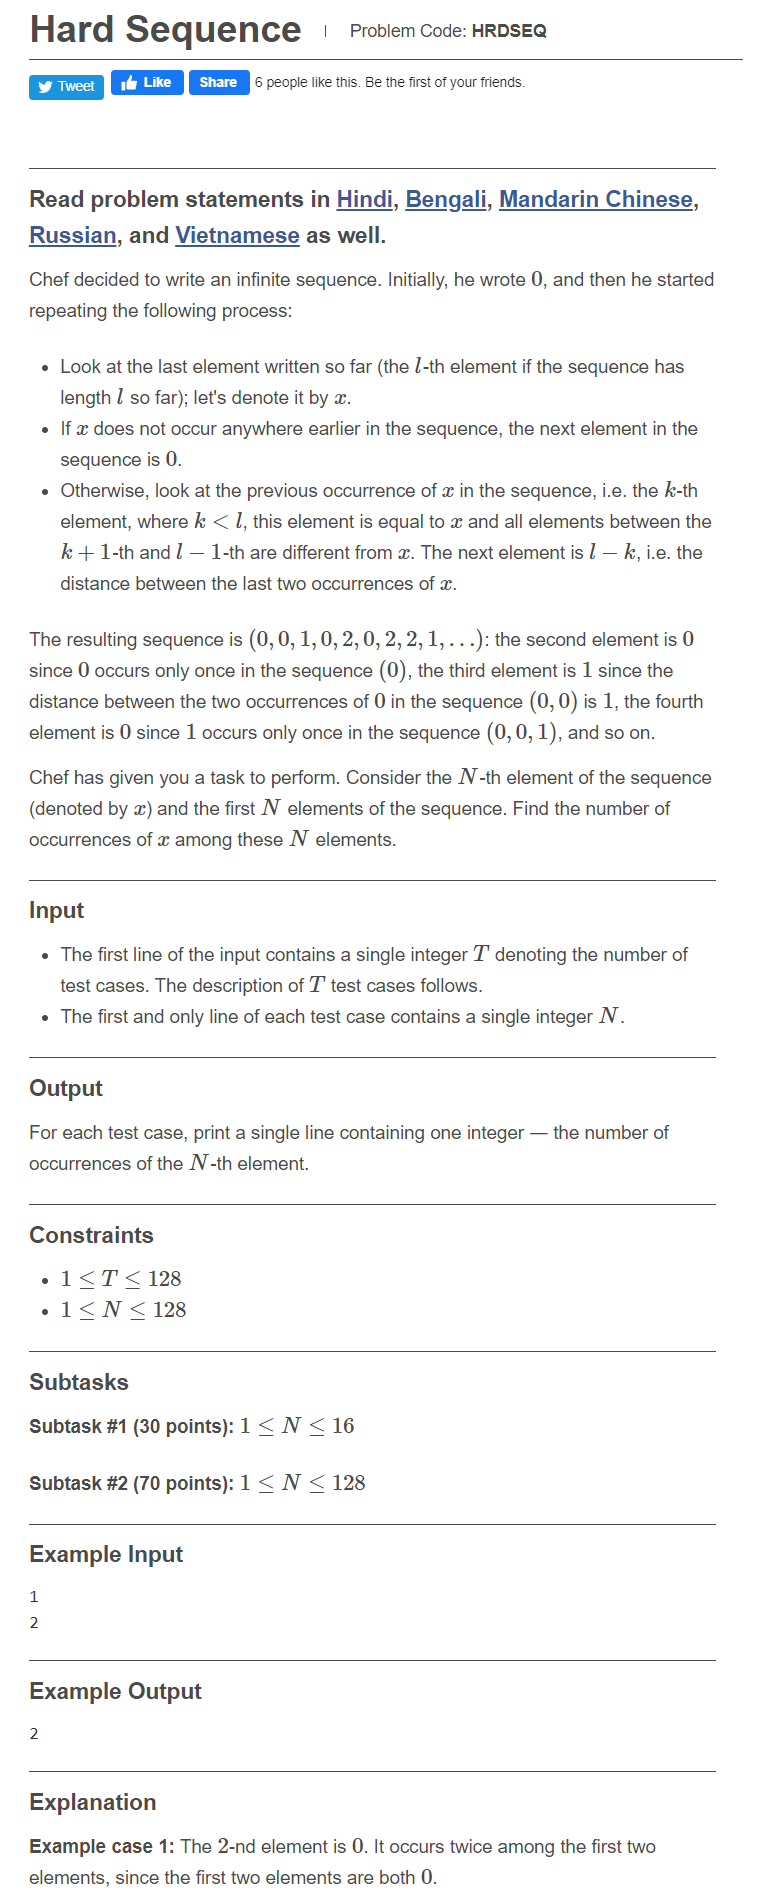 Hard Sequence | Problem Code: HRDSEQ
Tweet Like Share 6 people like this. Be the first of your friends.
Read problem statements in Hindi, Bengali, Mandarin Chinese,
Russian, and Vietnamese as well.
Chef decided to write an infinite sequence. Initially, he wrote 0, and then he started
repeating the following process:
• Look at the last element written so far (the l-th element if the sequence has
length l so far); let's denote it by x.
• If x does not occur anywhere earlier in the sequence, the next element in the
sequence is 0.
• Otherwise, look at the previous occurrence of x in the sequence, i.e. the k-th
element, where k < l, this element is equal to x and all elements between the
k + 1-th and l − 1-th are different from x. The next element is l − k, i.e. the
distance between the last two occurrences of x.
The resulting sequence is (0, 0, 1, 0, 2, 0, 2, 2, 1, ...): the second element is 0
since 0 occurs only once in the sequence (0), the third element is 1 since the
distance between the two occurrences of 0 in the sequence (0, 0) is 1, the fourth
element is 0 since 1 occurs only once in the sequence (0, 0, 1), and so on.
Chef has given you a task to perform. Consider the N-th element of the sequence
(denoted by x) and the first N elements of the sequence. Find the number of
occurrences of x among these N elements.
Input
• The first line of the input contains a single integer T denoting the number of
test cases. The description of T test cases follows.
• The first and only line of each test case contains a single integer N.
Output
For each test case, print a single line containing one integer — the number of
occurrences of the N-th element.
Constraints
• 1 ≤ T ≤ 128
• 1 ≤ N ≤ 128
Subtasks
Subtask #1 (30 points): 1 ≤ N ≤ 16
Subtask #2 (70 points): 1 ≤ N ≤ 128
Example Input
1
2
Example Output
2
Explanation
Example case 1: The 2-nd element is 0. It occurs twice among the first two
elements, since the first two elements are both 0.